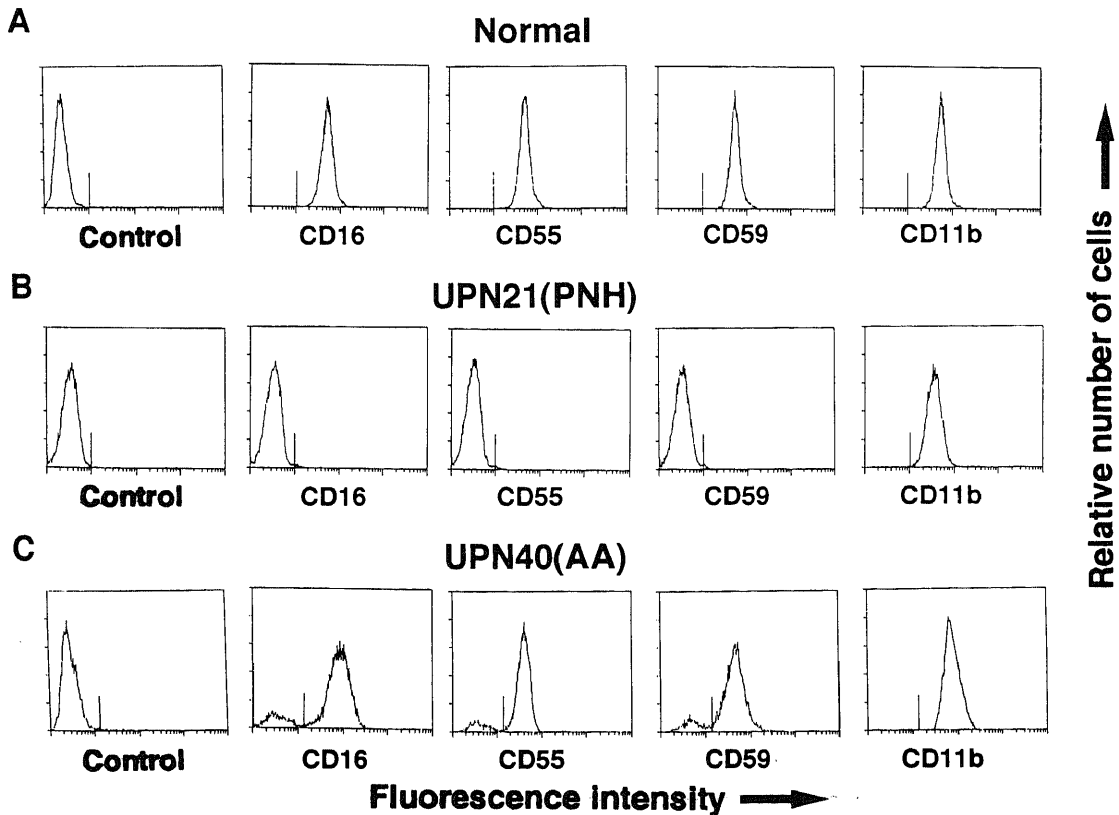 A
Normal
Control
CD16
CD55
CD59
CD11b
B
UPN21(PNH)
Control
CD16
CD55
CD59
CD11b
C
UPN40(AA)
Control
CD16
CD55
CD59
CD11b
Fluorescence intensity
Relative number of cells